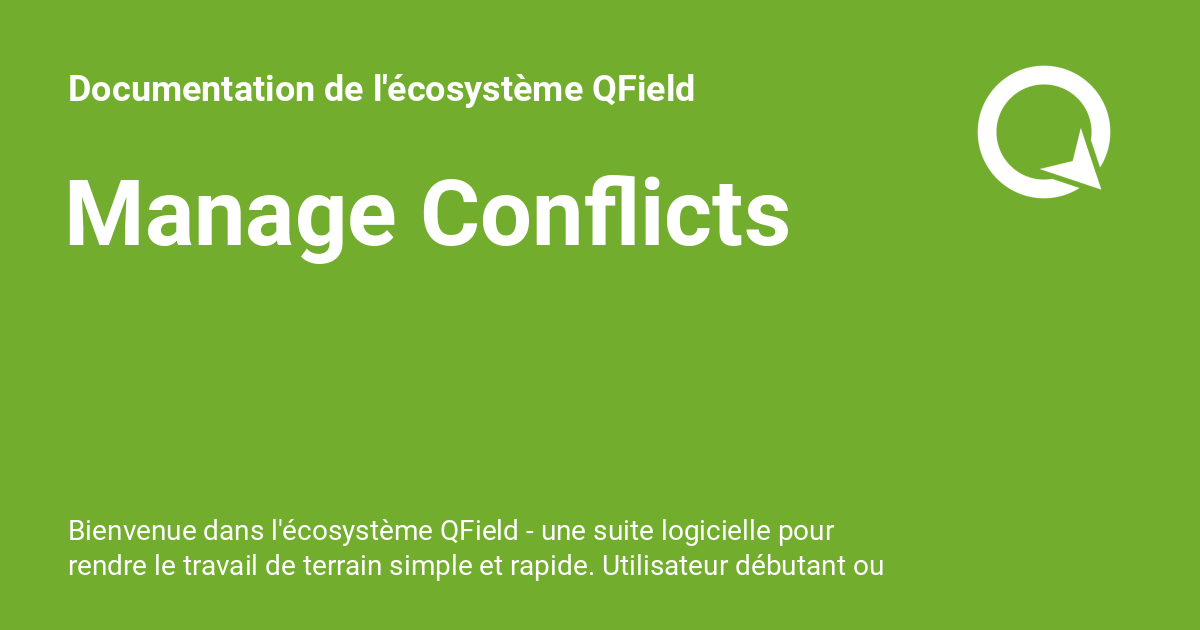 Documentation de l'écosystème QField
Manage Conflicts
Bienvenue dans l'écosystème QField - une suite logicielle pour
rendre le travail de terrain simple et rapide. Utilisateur débutant ou